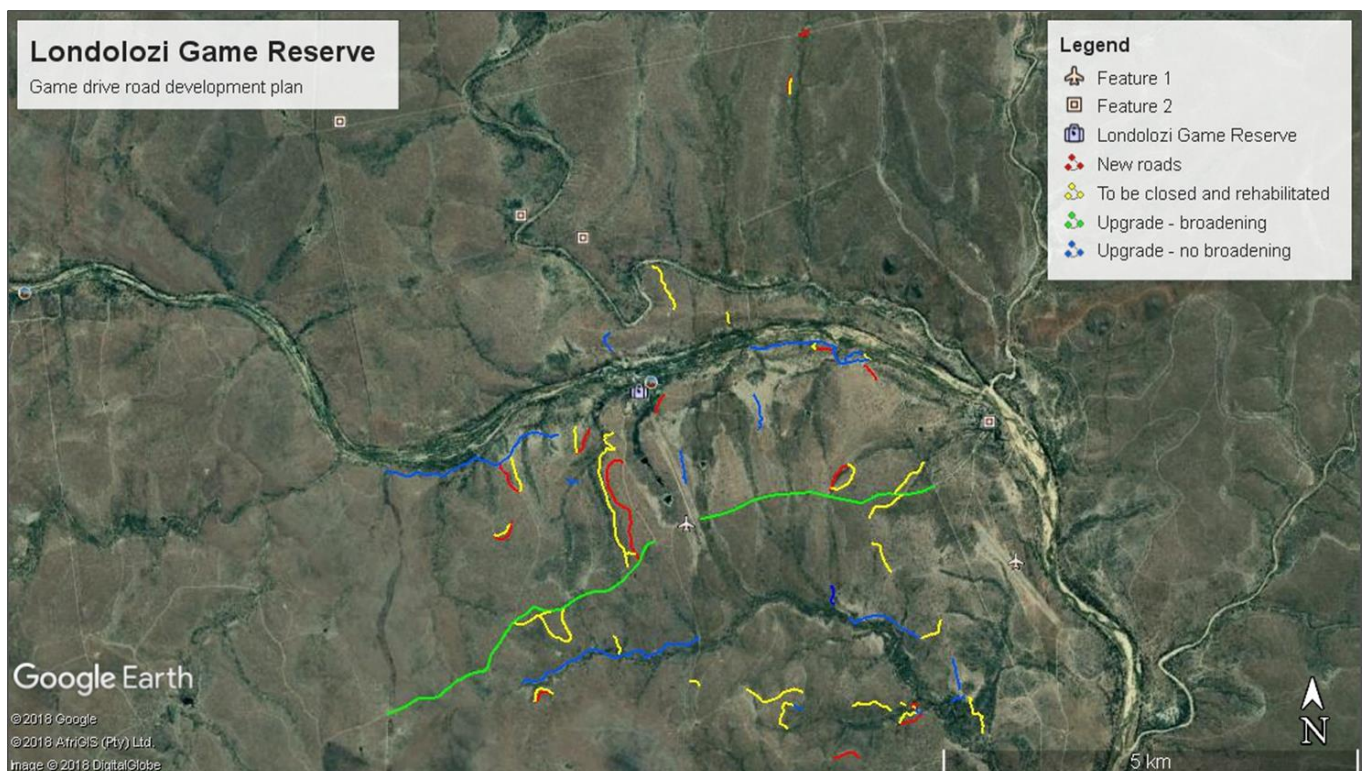 Londolozi Game Reserve
Game drive road development plan
Legend
Feature 1
Feature 2
Londolozi Game Reserve
New roads
To be closed and rehabilitated
Upgrade - broadening
Upgrade - no broadening
Google Earth
©2018 Google
©2018 AfriGIS (Pty) Ltd.
Image © 2018 DigitalGlobe
N
5 km